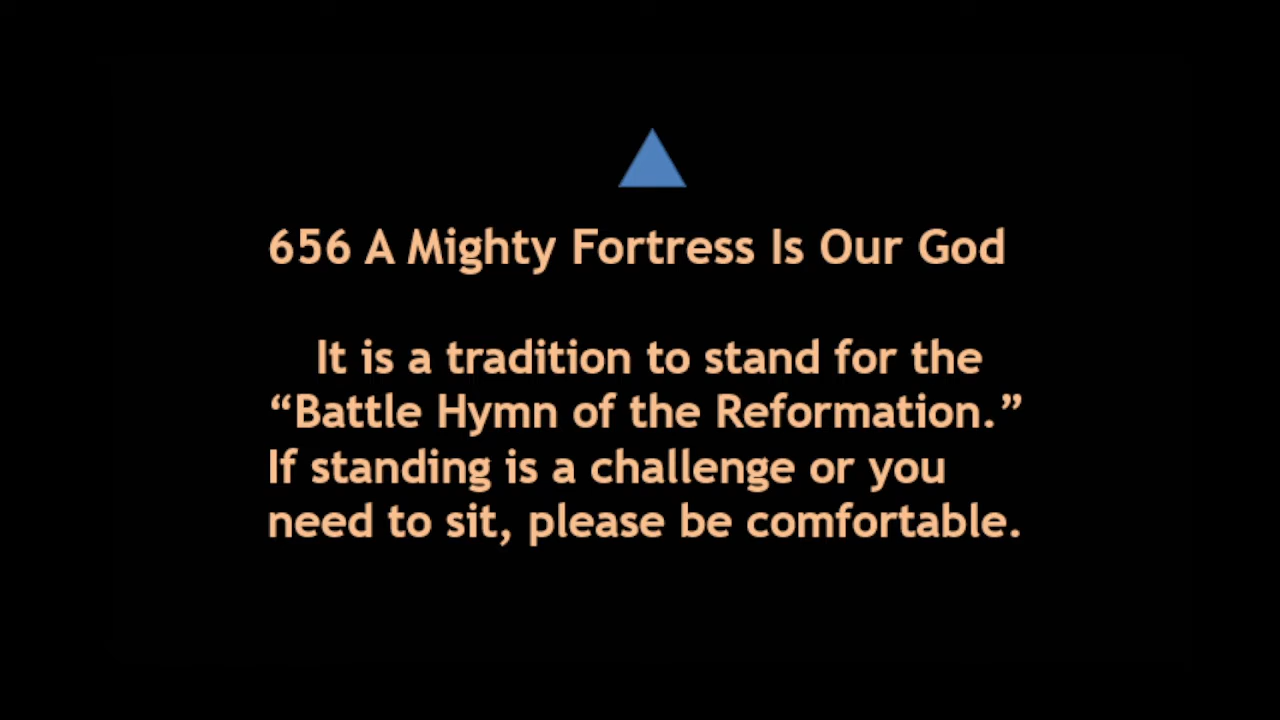 656 A Mighty Fortress Is Our God
It is a tradition to stand for the
“Battle Hymn of the Reformation.”
If standing is a challenge or you
need to sit, please be comfortable.